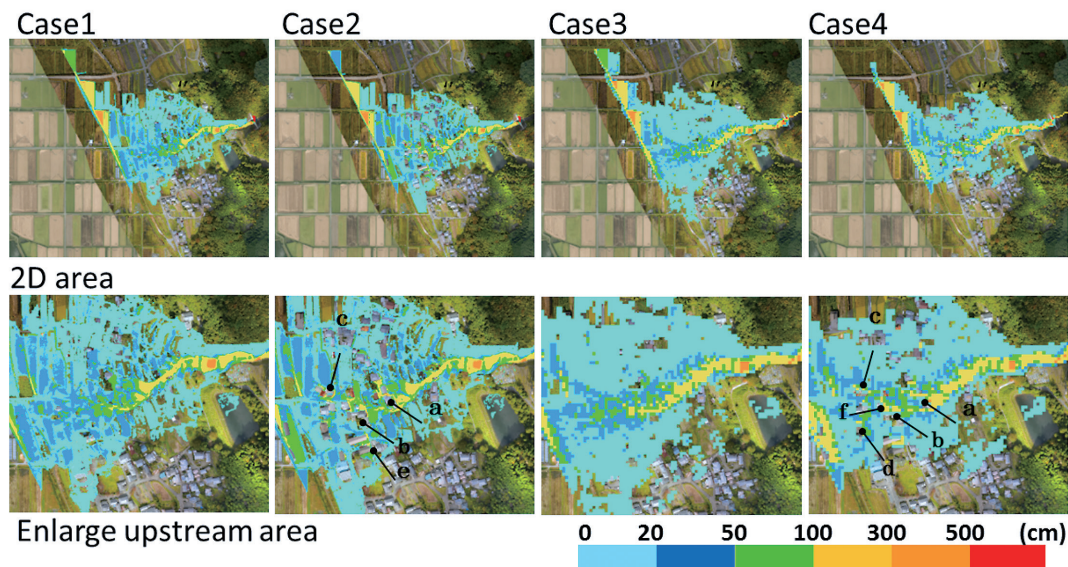 Case1 Case2 Case3 Case4
2D area
c a b e
c f a b d
Enlarge upstream area
0 20 50 100 300 500 (cm)